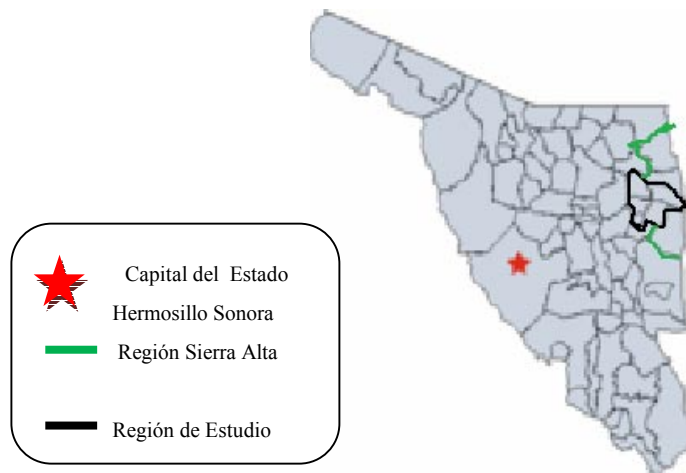 Capital del Estado
Hermosillo Sonora
Región Sierra Alta
Región de Estudio